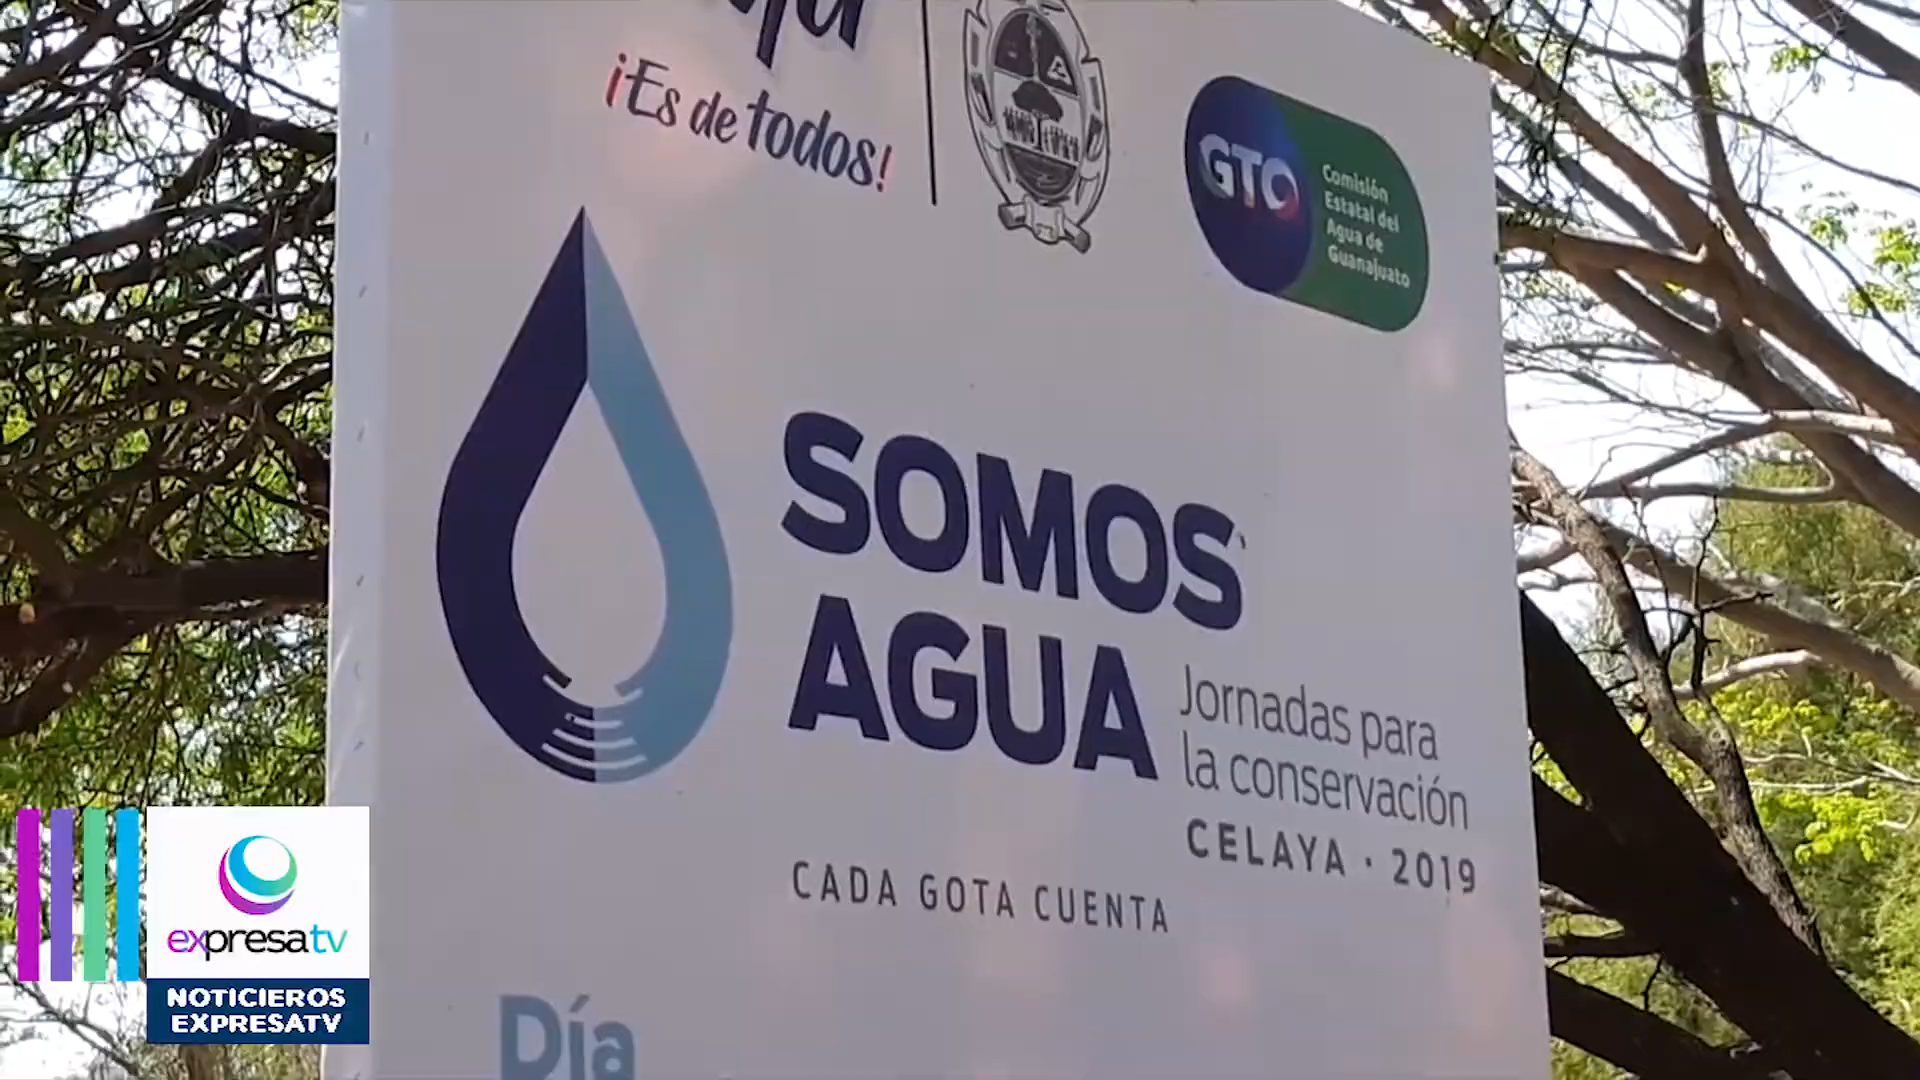 ¡Es de todos!
GTO
Comisión
Estatal del
Agua de
Guanajuato
SOMOS
AGUA
Jornadas para
la conservación
CELAYA · 2019
CADA GOTA CUENTA
Día
expresatv
NOTICIEROS
EXPRESATV